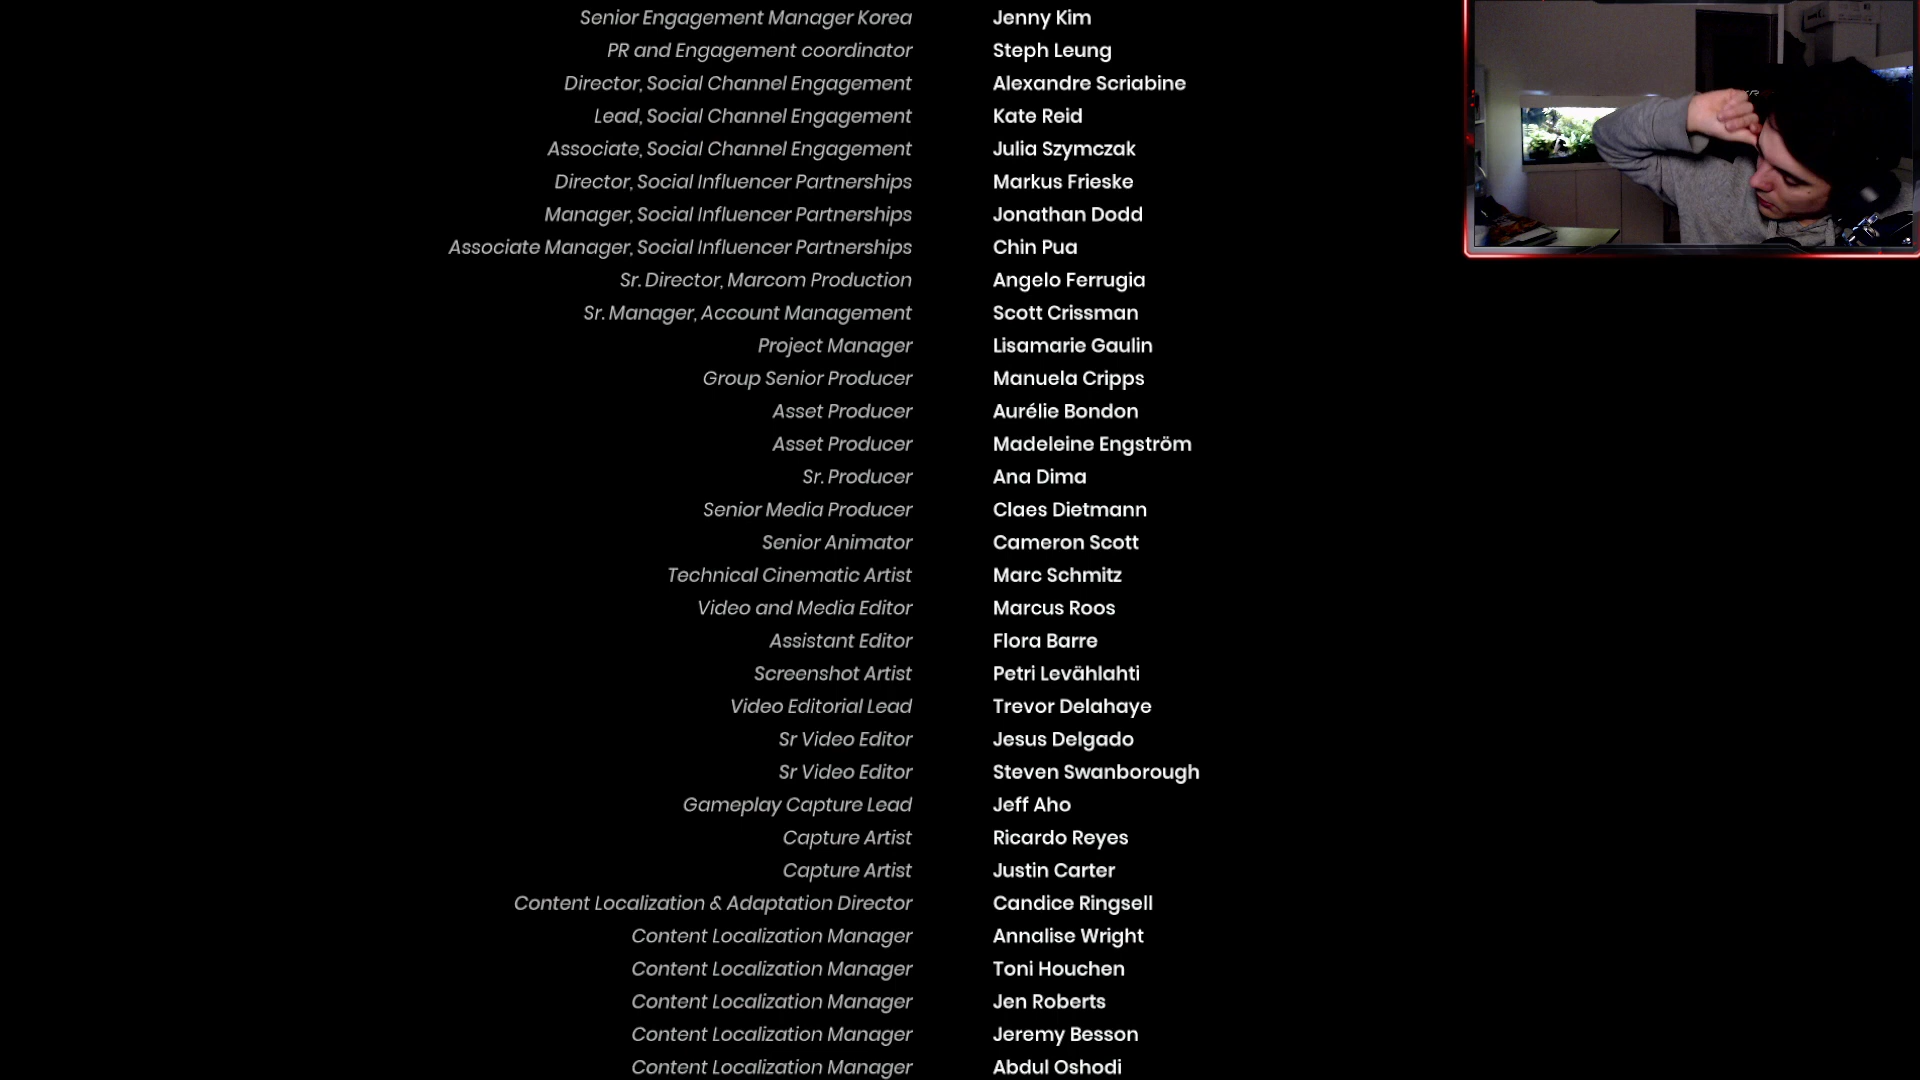 Senior Engagement Manager Korea Jenny Kim
PR and Engagement coordinator Steph Leung
Director, Social Channel Engagement Alexandre Scriabine
Lead, Social Channel Engagement Kate Reid
Associate, Social Channel Engagement Julia Szymczak
Director, Social Influencer Partnerships Markus Frieske
Manager, Social Influencer Partnerships Jonathan Dodd
Associate Manager, Social Influencer Partnerships Chin Pua
Sr. Director, Marcom Production Angelo Ferrugia
Sr. Manager, Account Management Scott Crissman
Project Manager Lisamarie Gaulin
Group Senior Producer Manuela Cripps
Asset Producer Aurélie Bondon
Asset Producer Madeleine Engström
Sr. Producer Ana Dima
Senior Media Producer Claes Dietmann
Senior Animator Cameron Scott
Technical Cinematic Artist Marc Schmitz
Video and Media Editor Marcus Roos
Assistant Editor Flora Barre
Screenshot Artist Petri Levählahti
Video Editorial Lead Trevor Delahaye
Sr Video Editor Jesus Delgado
Sr Video Editor Steven Swanborough
Gameplay Capture Lead Jeff Aho
Capture Artist Ricardo Reyes
Capture Artist Justin Carter
Content Localization & Adaptation Director Candice Ringsell
Content Localization Manager Annalise Wright
Content Localization Manager Toni Houchen
Content Localization Manager Jen Roberts
Content Localization Manager Jeremy Besson
Content Localization Manager Abdul Oshodi